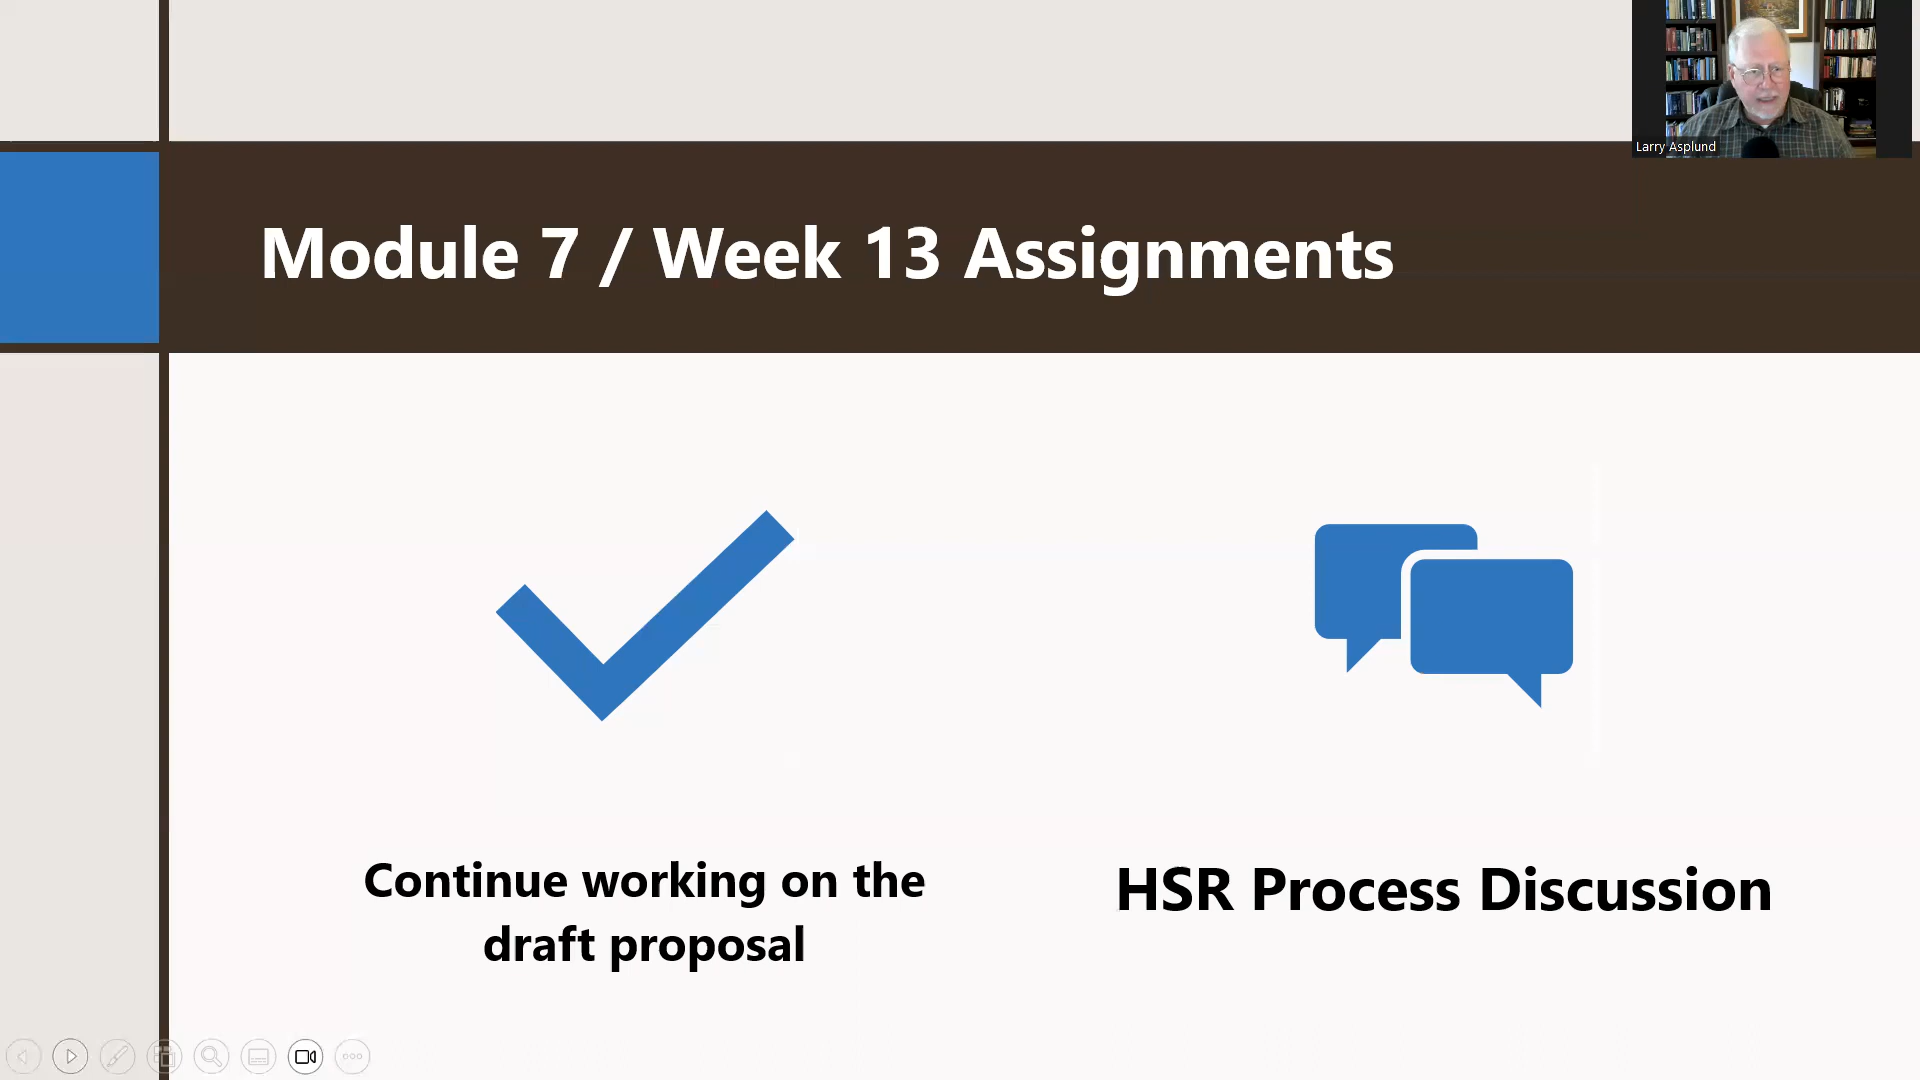 Larry Asplund
Module 7 / Week 13 Assignments
Continue working on the
draft proposal
HSR Process Discussion